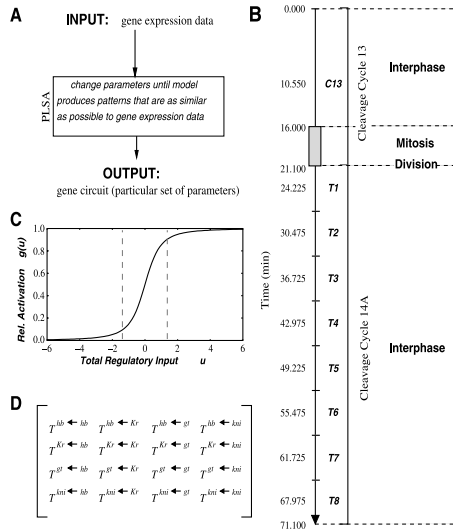 A
INPUT: gene expression data
PLSA
change parameters until model
produces patterns that are as similar
as possible to gene expression data
OUTPUT:
gene circuit (particular set of parameters)
B
Time (min)
0.000
10.550
16.000
21.100
24.225
30.475
36.725
42.975
49.225
55.475
61.725
67.975
71.100
C13
T1
T2
T3
T4
T5
T6
T7
T8
Cleavage Cycle 13
Cleavage Cycle 14A
Interphase
Mitosis
Division
Interphase
C
Rel. Activation g(u)
1.0
0.8
0.6
0.4
0.2
0.0
−6 −4 −2 0 2 4 6
Total Regulatory Input u
D
T hb←hb T hb←Kr T hb←gt T hb←kni
T Kr←hb T Kr←Kr T Kr←gt T Kr←kni
T gt←hb T gt←Kr T gt←gt T gt←kni
T kni←hb T kni←Kr T kni←gt T kni←kni